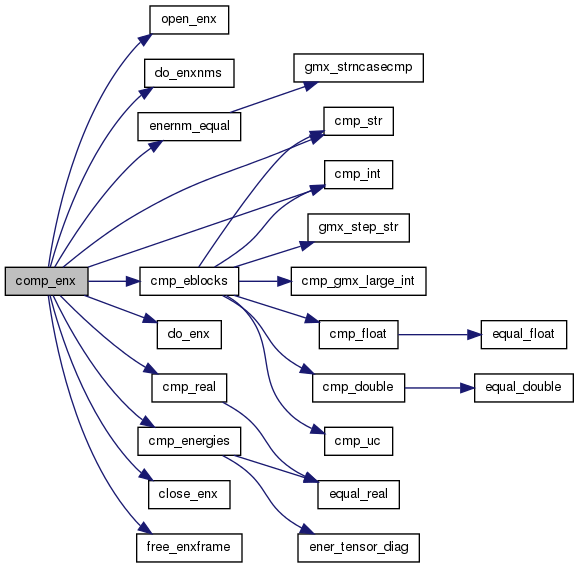 open_enx
do_enxnms
gmx_strncasecmp
enernm_equal
cmp_str
cmp_int
gmx_step_str
comp_enx
cmp_eblocks
cmp_gmx_large_int
do_enx
cmp_float
equal_float
cmp_real
cmp_double
equal_double
cmp_energies
cmp_uc
close_enx
equal_real
free_enxframe
ener_tensor_diag